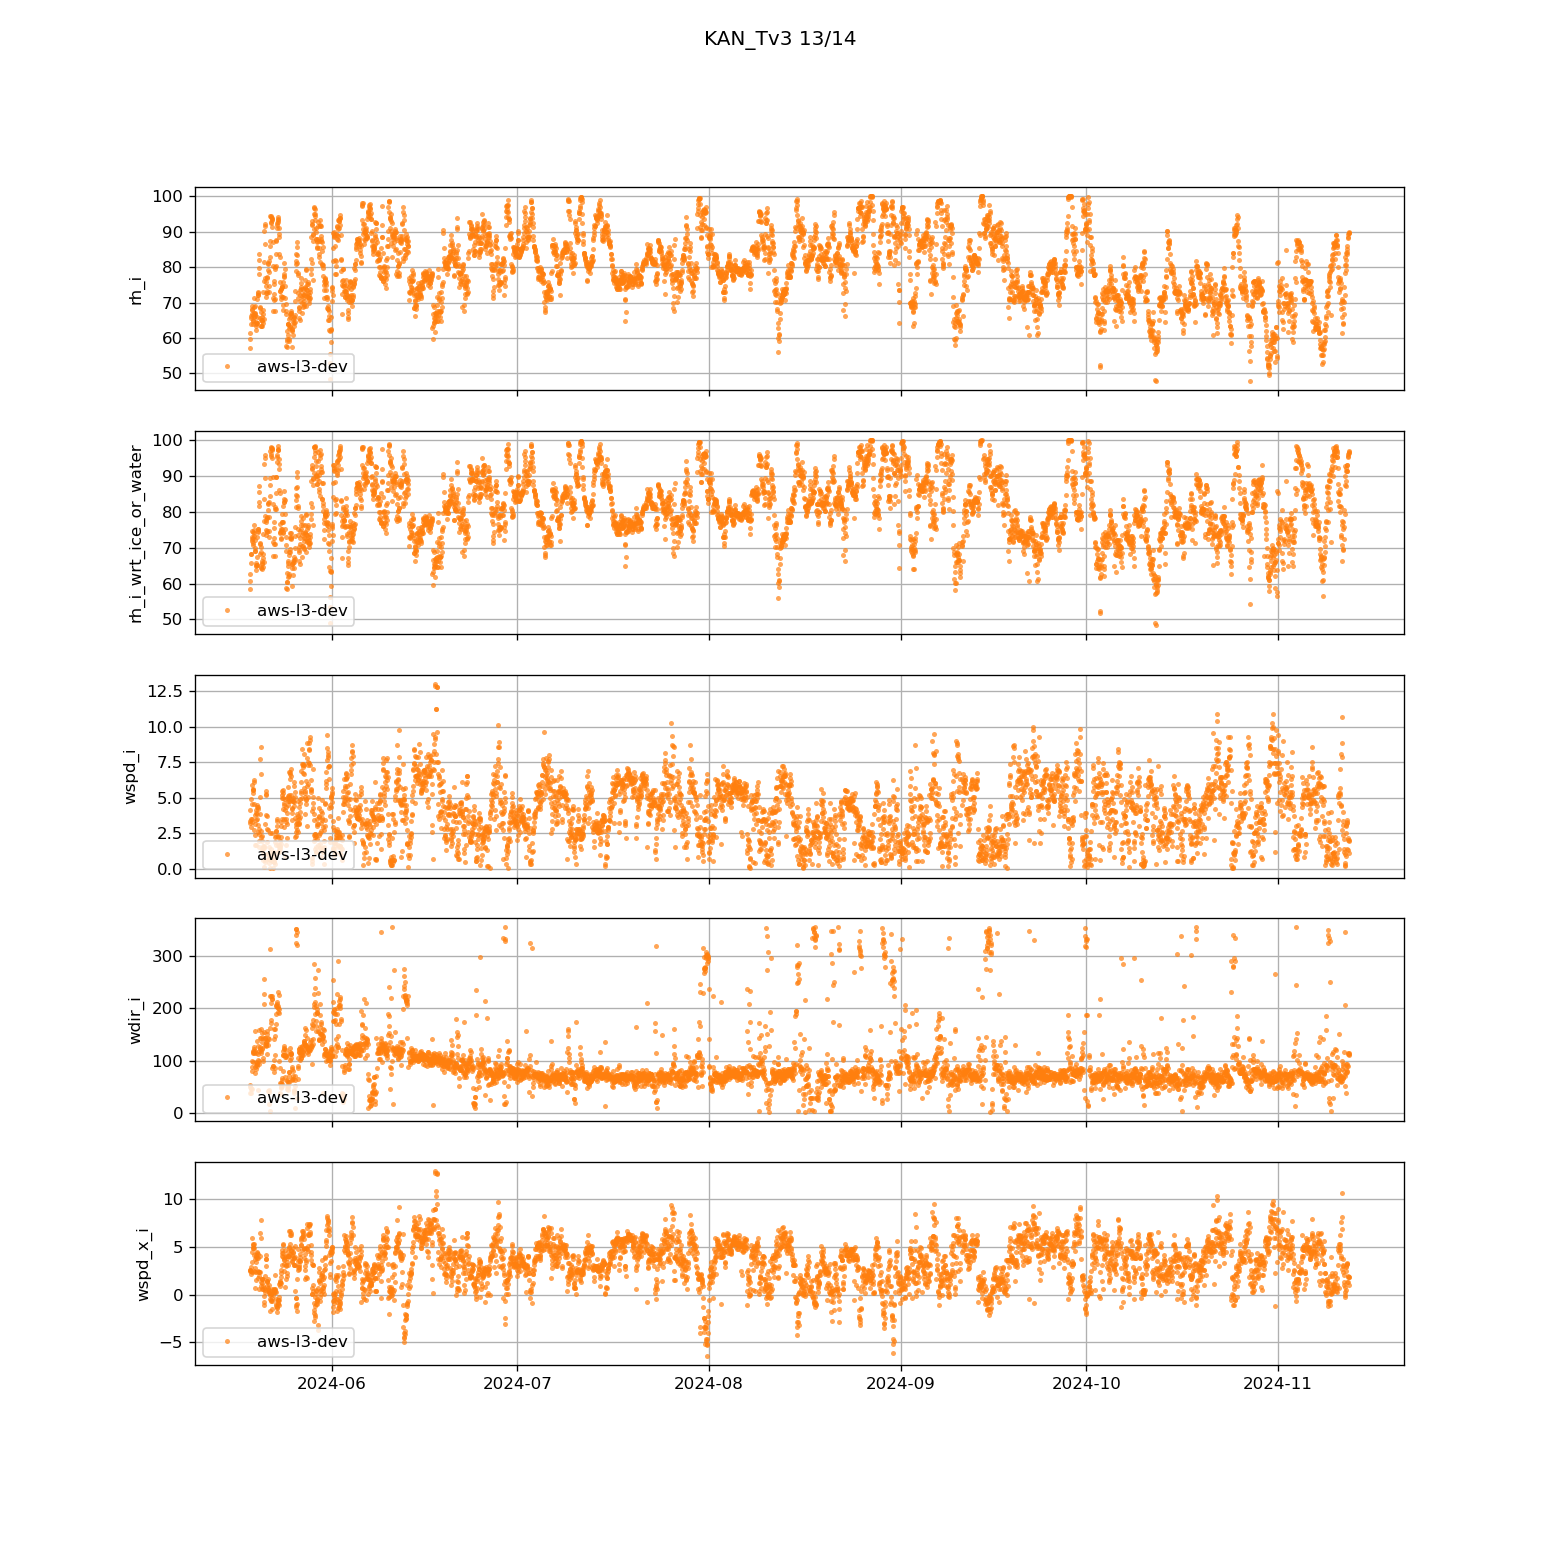 KAN_Tv3 13/14
100
90
80
70
60
50
rh_i
aws-l3-dev
100
90
80
70
60
50
rh_i_wrt_ice_or_water
aws-l3-dev
12.5
10.0
7.5
5.0
2.5
0.0
wspd_i
aws-l3-dev
300
200
100
0
wdir_i
aws-l3-dev
10
5
0
−5
wspd_x_i
aws-l3-dev
2024-06 2024-07 2024-08 2024-09 2024-10 2024-11